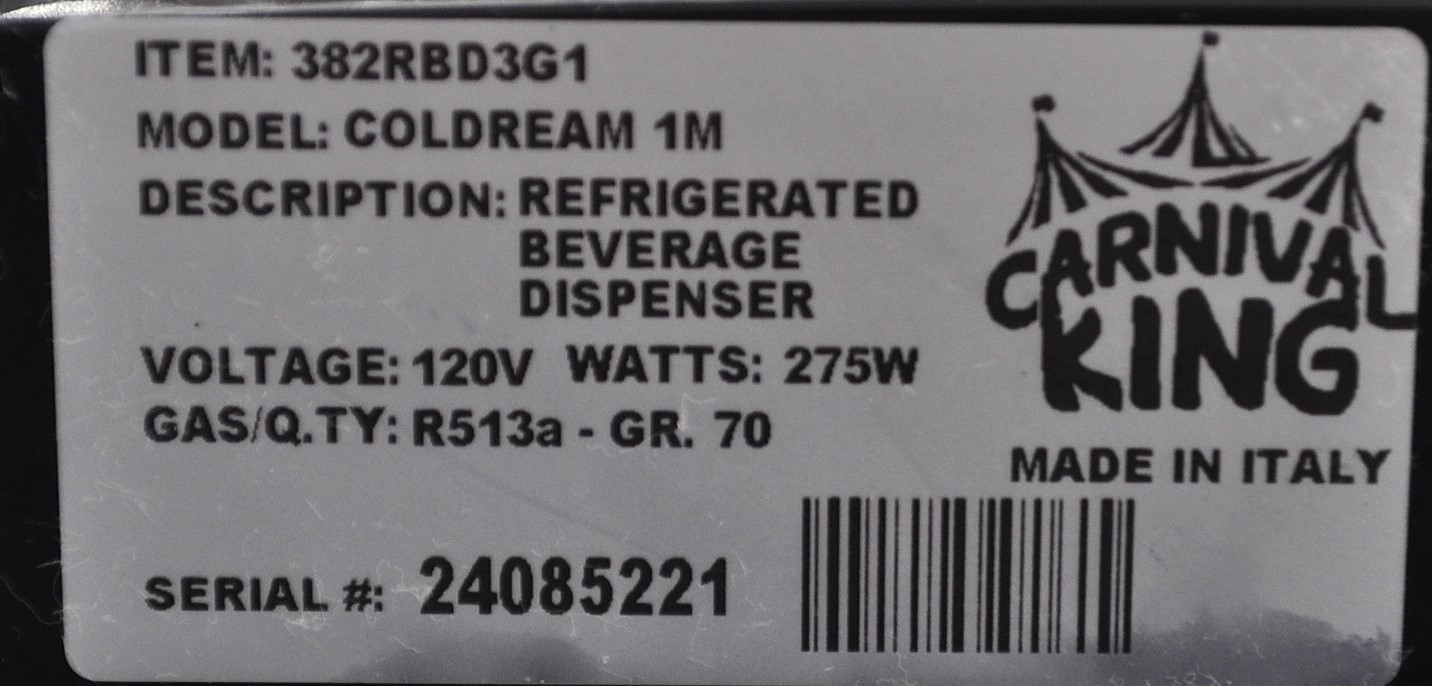 ITEM: 382RBD3G1
MODEL: COLDREAM 1M
DESCRIPTION: REFRIGERATED
BEVERAGE
DISPENSER
VOLTAGE: 120V WATTS: 275W
GAS/Q.TY: R513a - GR. 70
SERIAL #: 24085221
CARNIVAL
KING
MADE IN ITALY